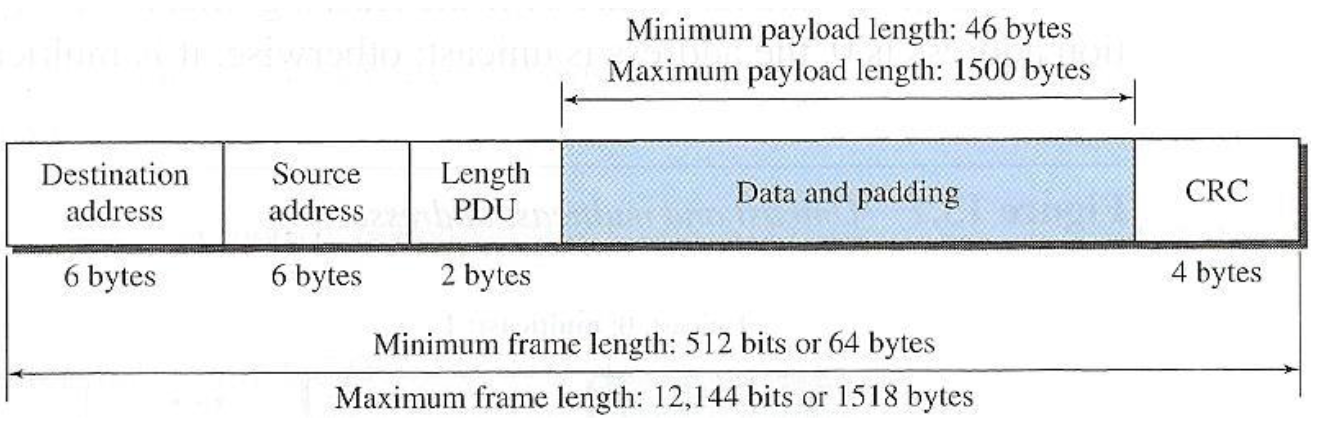 Minimum payload length: 46 bytes
Maximum payload length: 1500 bytes
Destination
address
Source
address
Length
PDU
Data and padding
CRC
6 bytes
6 bytes
2 bytes
4 bytes
Minimum frame length: 512 bits or 64 bytes
Maximum frame length: 12,144 bits or 1518 bytes